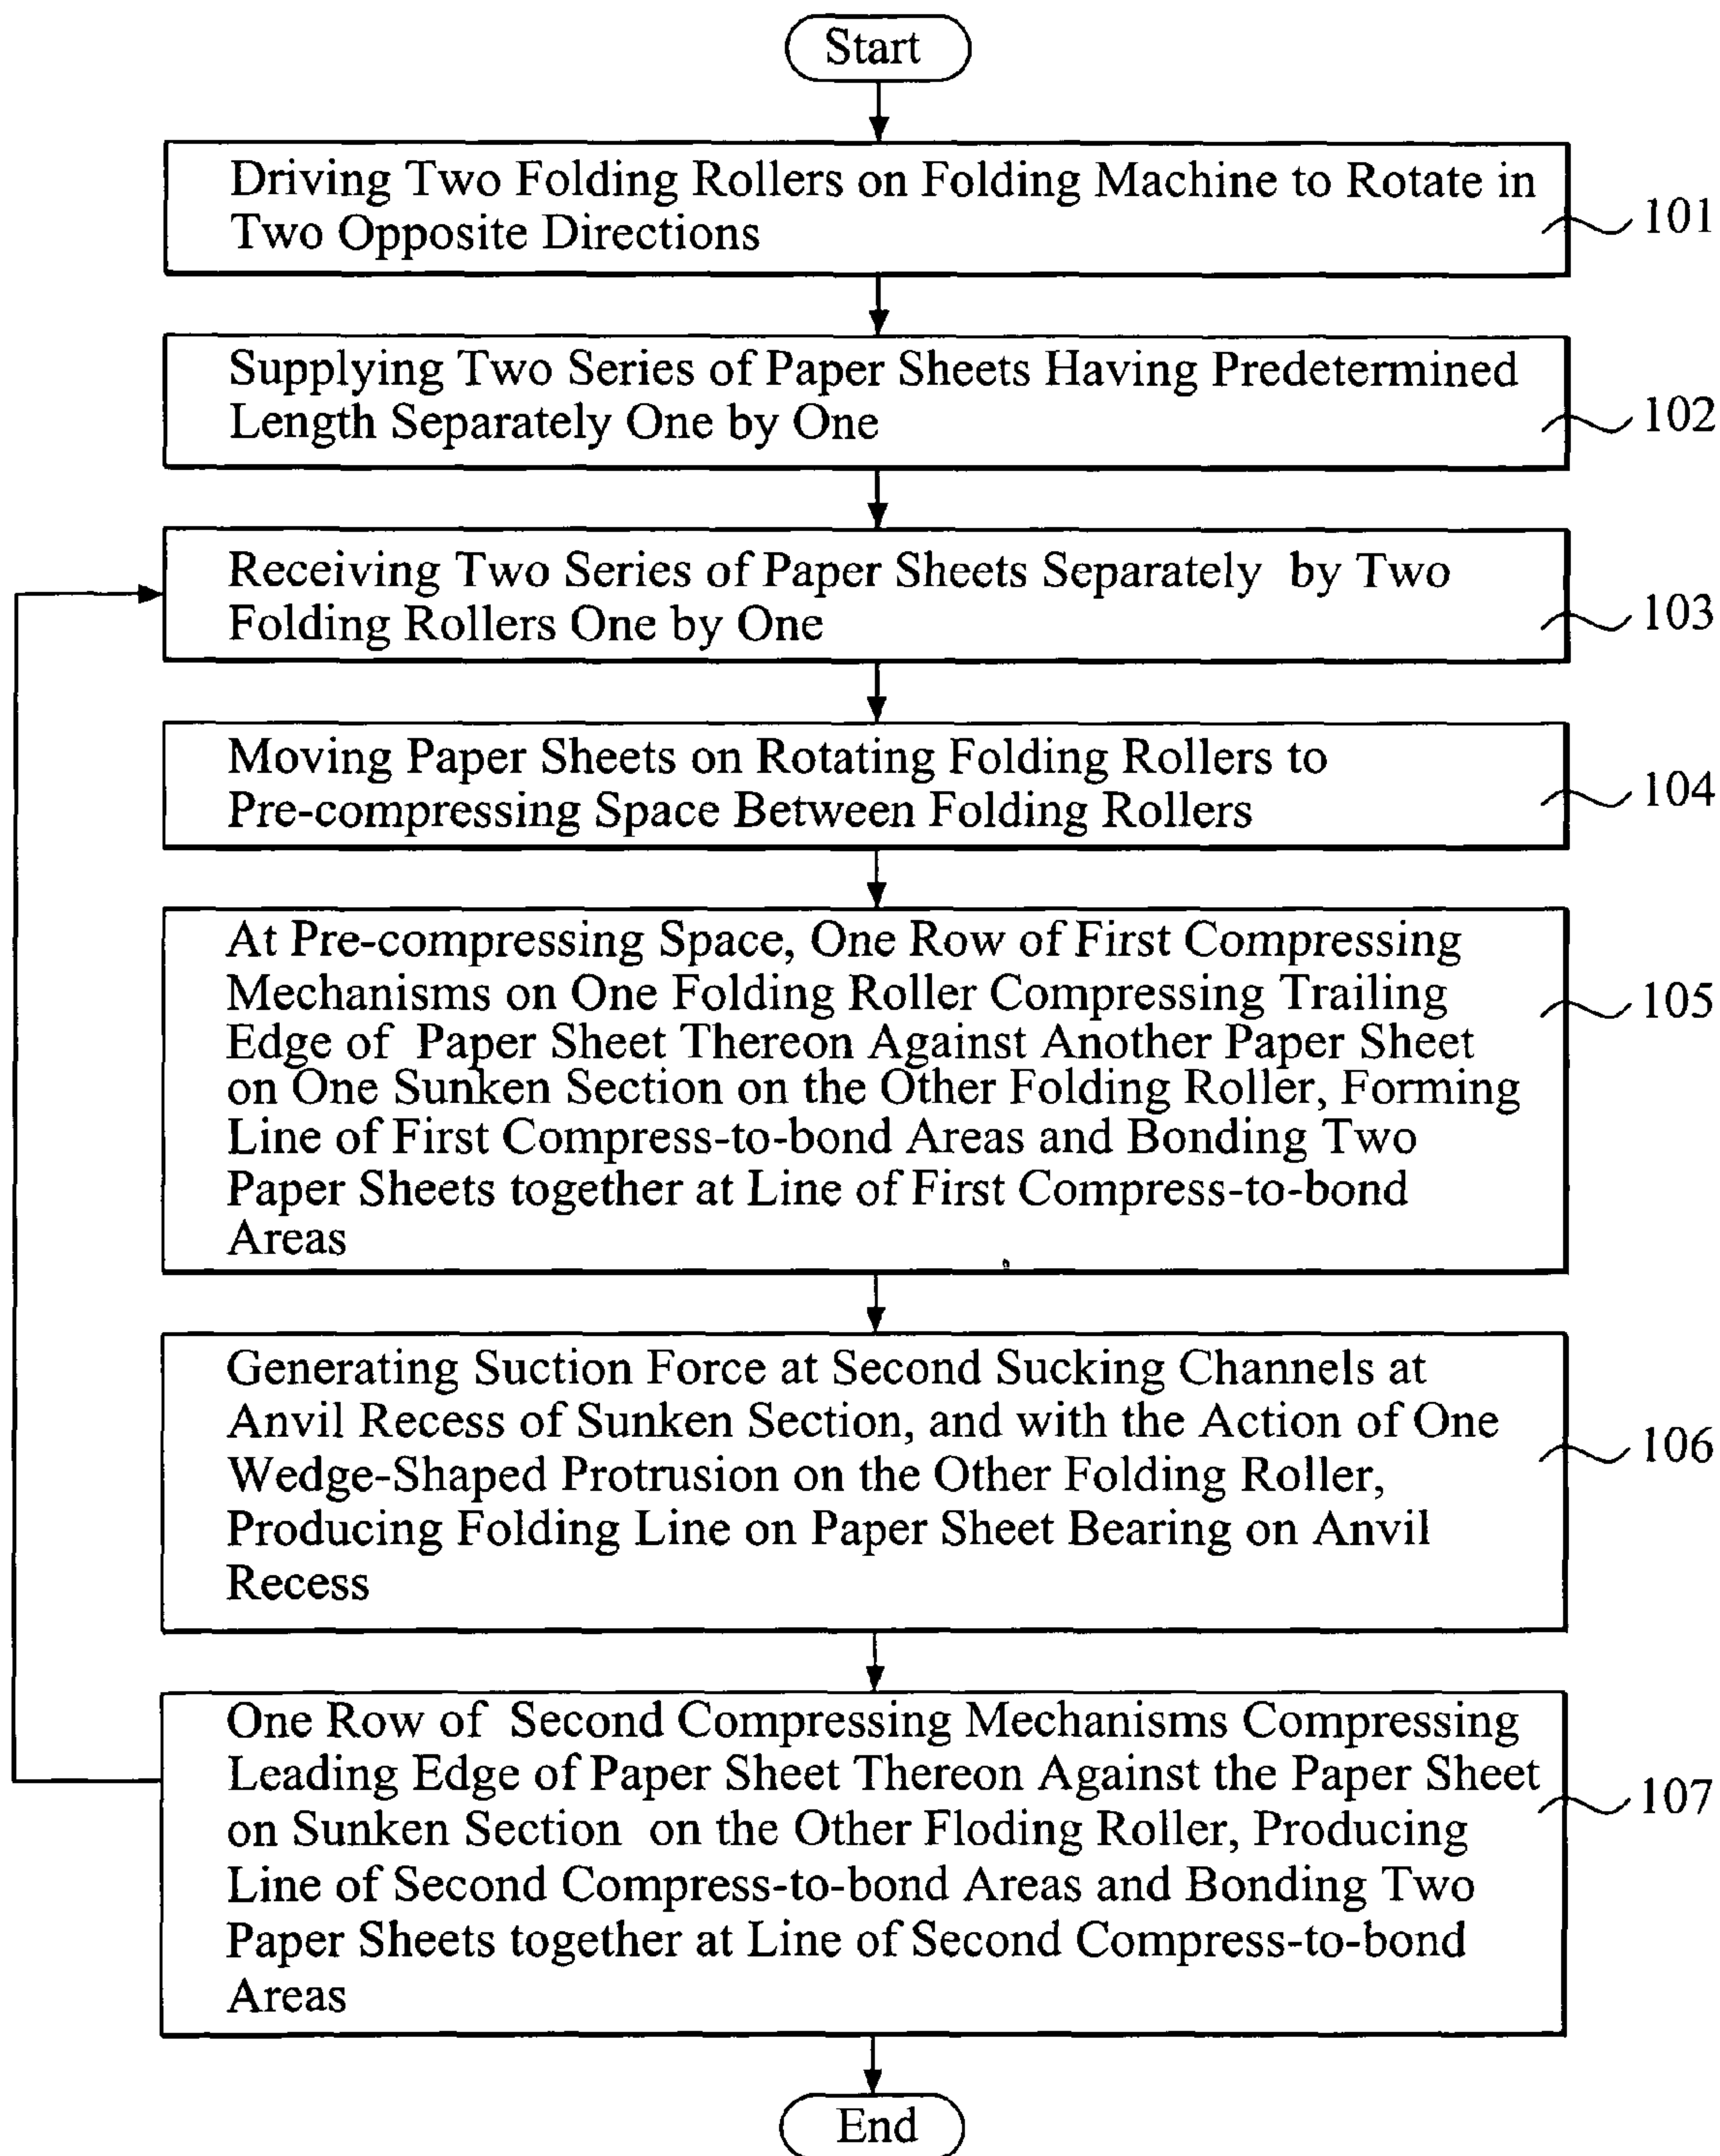 Start
Driving Two Folding Rollers on Folding Machine to Rotate in
Two Opposite Directions
101
Supplying Two Series of Paper Sheets Having Predetermined
Length Separately One by One
102
Receiving Two Series of Paper Sheets Separately by Two
Folding Rollers One by One
103
Moving Paper Sheets on Rotating Folding Rollers to
Pre-compressing Space Between Folding Rollers
104
At Pre-compressing Space, One Row of First Compressing
Mechanisms on One Folding Roller Compressing Trailing
Edge of Paper Sheet Thereon Against Another Paper Sheet
on One Sunken Section on the Other Folding Roller, Forming
Line of First Compress-to-bond Areas and Bonding Two
Paper Sheets together at Line of First Compress-to-bond
Areas
105
Generating Suction Force at Second Sucking Channels at
Anvil Recess of Sunken Section, and with the Action of One
Wedge-Shaped Protrusion on the Other Folding Roller,
Producing Folding Line on Paper Sheet Bearing on Anvil
Recess
106
One Row of Second Compressing Mechanisms Compressing
Leading Edge of Paper Sheet Thereon Against the Paper Sheet
on Sunken Section on the Other Floding Roller, Producing
Line of Second Compress-to-bond Areas and Bonding Two
Paper Sheets together at Line of Second Compress-to-bond
Areas
107
End